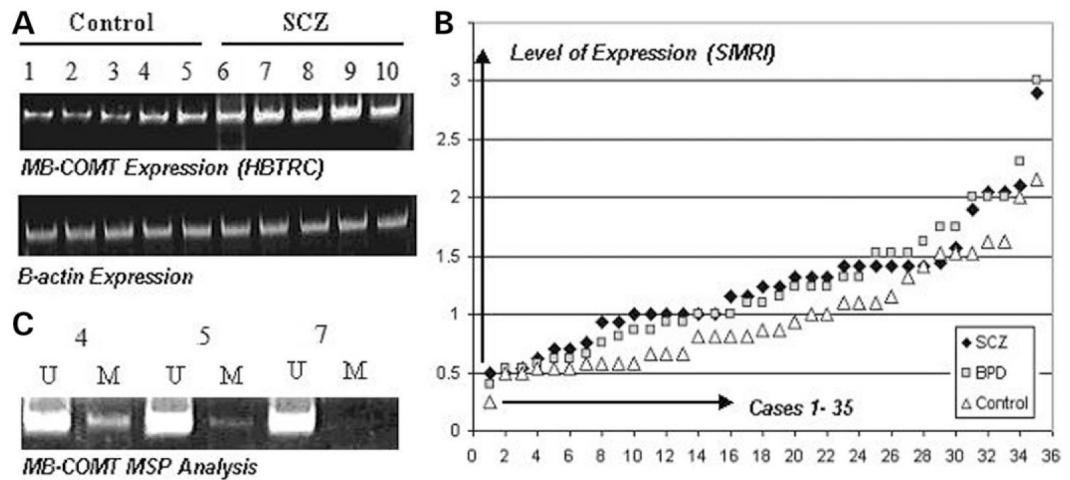 A
Control SCZ
1 2 3 4 5 6 7 8 9 10
MB-COMT Expression (HBTRC)
B-actin Expression
C
4 5 7
U M U M U M
MB-COMT MSP Analysis
B
Level of Expression (SMRI)
3
2.5
2
1.5
1
0.5
0
Cases 1- 35
SCZ
BPD
Control
0 2 4 6 8 10 12 14 16 18 20 22 24 26 28 30 32 34 36